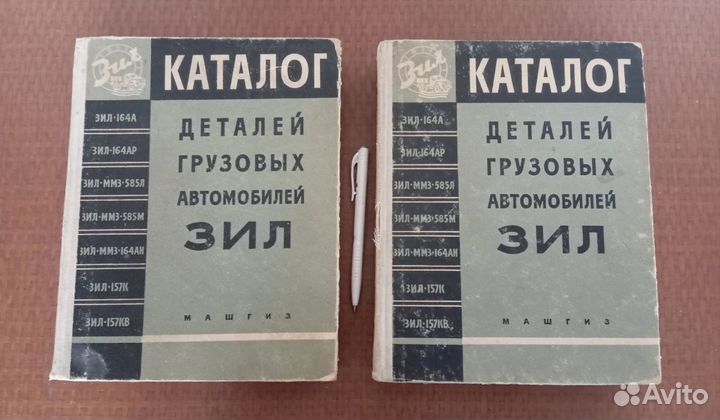 ЗИЛ
КАТАЛОГ
ДЕТАЛЕЙ
ГРУЗОВЫХ
АВТОМОБИЛЕЙ
ЗИЛ
ЗИЛ-164А
ЗИЛ-164АР
ЗИЛ-ММЗ-585Л
ЗИЛ-ММЗ-585М
ЗИЛ-ММЗ-164АН
ЗИЛ-157К
ЗИЛ-157КВ
МАШГИЗ
ЗИЛ
КАТАЛОГ
ДЕТАЛЕЙ
ГРУЗОВЫХ
АВТОМОБИЛЕЙ
ЗИЛ
ЗИЛ-164А
ЗИЛ-164АР
ЗИЛ-ММЗ-585Л
ЗИЛ-ММЗ-585М
ЗИЛ-ММЗ-164АН
ЗИЛ-157К
ЗИЛ-157КВ
МАШГИЗ
Avito